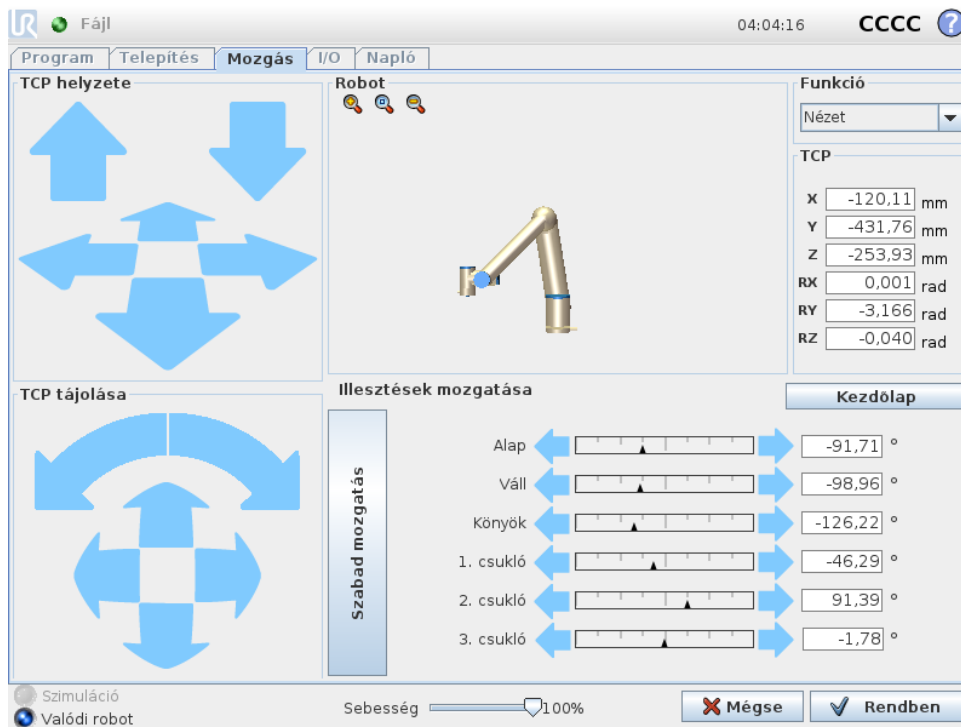 UR Fájl 04:04:16 CCCC ?
Program Telepítés Mozgás I/O Napló
TCP helyzete
Robot
Funkció
Nézet
TCP
X -120,11 mm
Y -431,76 mm
Z -253,93 mm
RX 0,001 rad
RY -3,166 rad
RZ -0,040 rad
TCP tájolása
Illesztések mozgatása
Kezdőlap
Szabad mozgatás
Alap -91,71 °
Váll -98,96 °
Könyök -126,22 °
1. csukló -46,29 °
2. csukló 91,39 °
3. csukló -1,78 °
Szimuláció
Valódi robot
Sebesség 100%
Mégse
Rendben